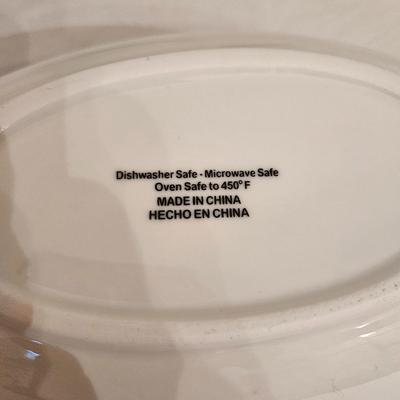 Dishwasher Safe - Microwave Safe
Oven Safe to 450° F
MADE IN CHINA
HECHO EN CHINA